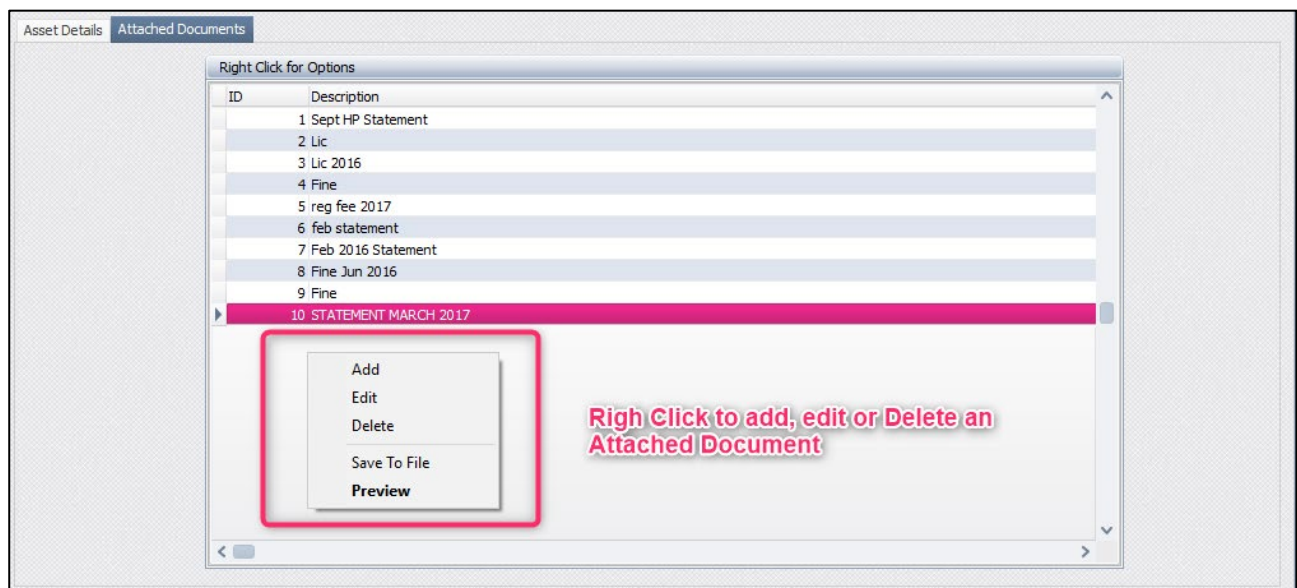 Asset Details Attached Documents
Right Click for Options
ID Description
1 Sept HP Statement
2 Lic
3 Lic 2016
4 Fine
5 reg fee 2017
6 feb statement
7 Feb 2016 Statement
8 Fine Jun 2016
9 Fine
10 STATEMENT MARCH 2017
Add
Edit
Delete
Save To File
Preview
Righ Click to add, edit or Delete an
Attached Document